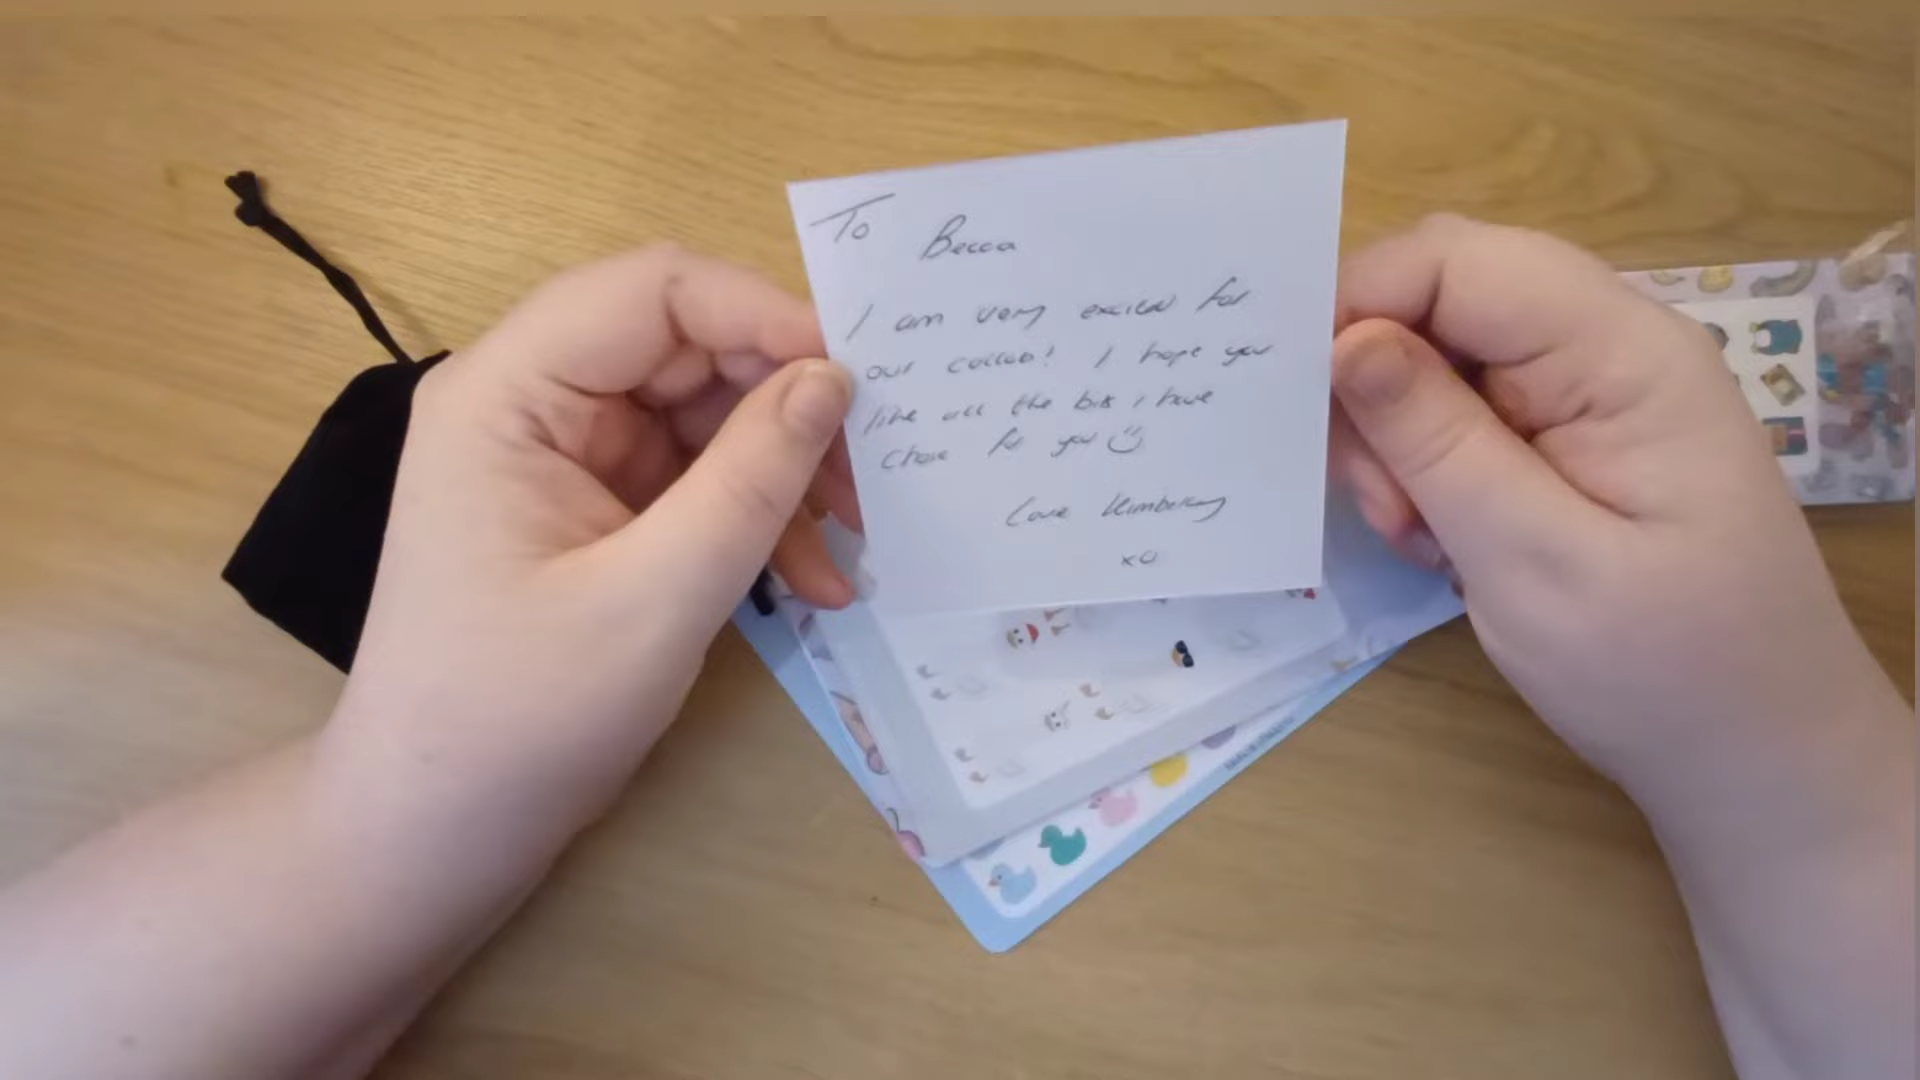 To Becca
I am very excited for
our collab! I hope you
like all the bits I have
chose for you
Love Kimberley
xo